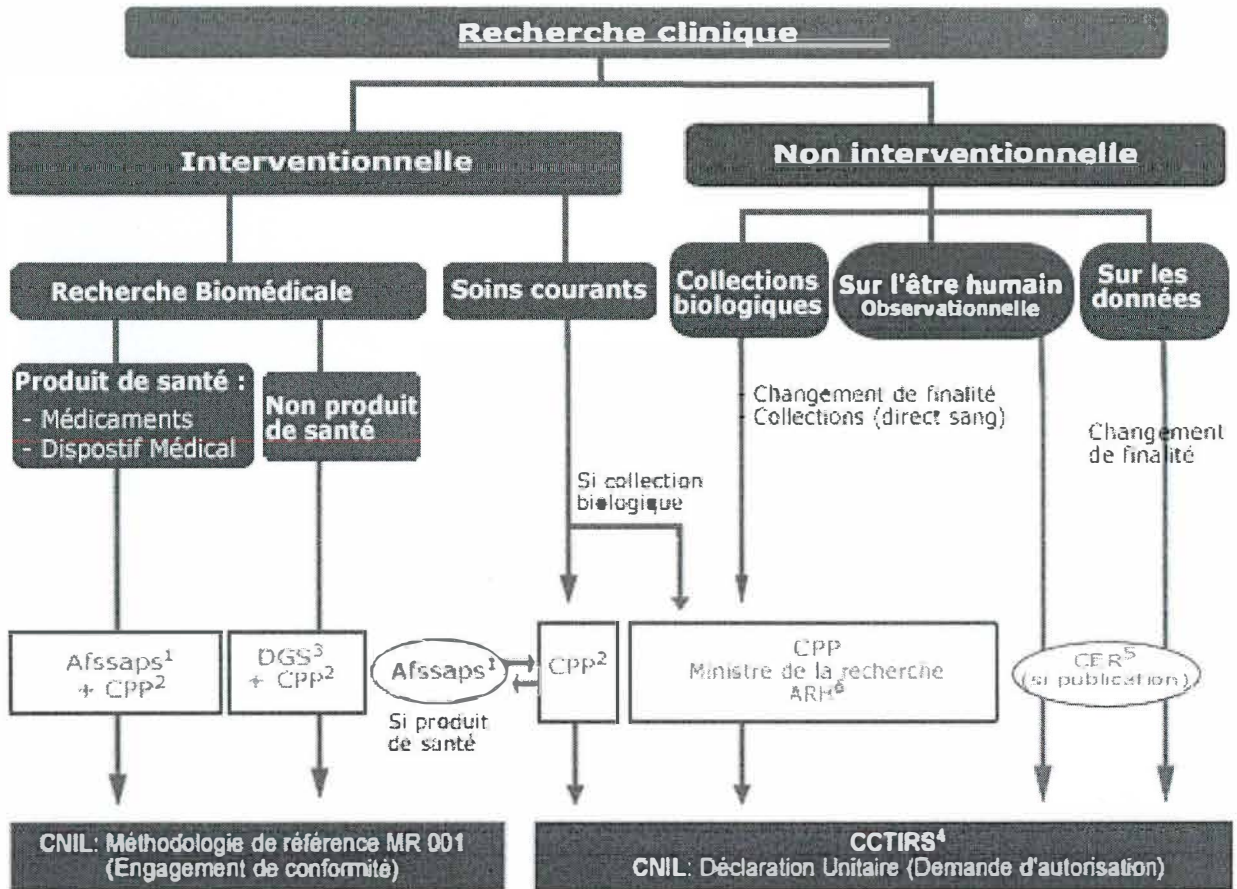 Recherche clinique
Interventionnelle
Non interventionnelle
Recherche Biomédicale
Soins courants
Collections
biologiques
Sur l'être humain
Observationnelle
Sur les
données
Produit de santé :
- Médicaments
- Dispostif Médical
Non produit
de santé
Changement de finalité
Collections (direct sang)
Changement
de finalité
Si collection
biologique
Afssaps¹
+ CPP²
DGS³
+ CPP²
Afssaps¹
CPP²
CPP
Ministre de la recherche
ARH⁶
CER⁵
(si publication)
Si produit
de santé
CNIL: Méthodologie de référence MR 001
(Engagement de conformité)
CCTIRS⁴
CNIL: Déclaration Unitaire (Demande d'autorisation)